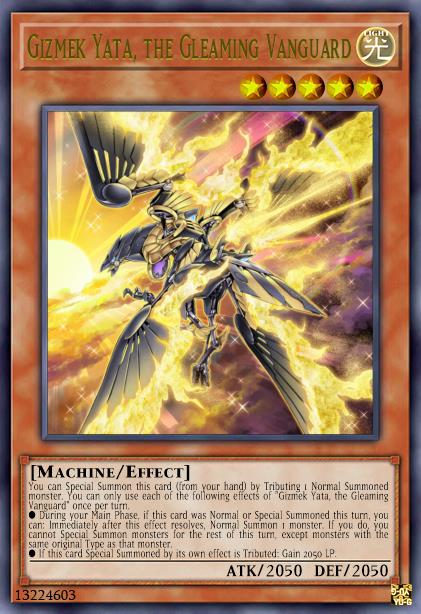 Gizmek Yata, the Gleaming Vanguard
LIGHT
光
[Machine/Effect]
You can Special Summon this card (from your hand) by Tributing 1 Normal Summoned
monster. You can only use each of the following effects of "Gizmek Yata, the Gleaming
Vanguard" once per turn.
● During your Main Phase, if this card was Normal or Special Summoned this turn, you
can: Immediately after this effect resolves, Normal Summon 1 monster. If you do, you
cannot Special Summon monsters for the rest of this turn, except monsters with the
same original Type as that monster.
● If this card Special Summoned by its own effect is Tributed: Gain 2050 LP.
ATK/2050 DEF/2050
13224603